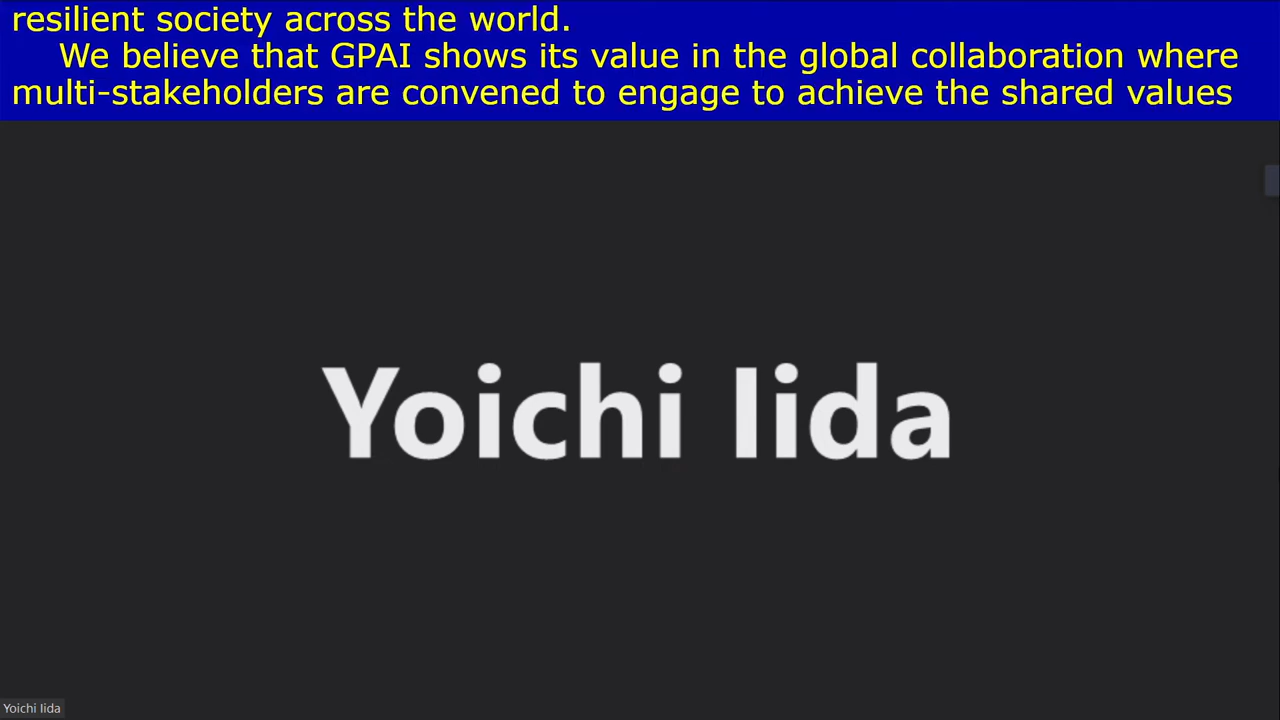 resilient society across the world.
We believe that GPAI shows its value in the global collaboration where
multi-stakeholders are convened to engage to achieve the shared values
Yoichi Iida
Yoichi Iida